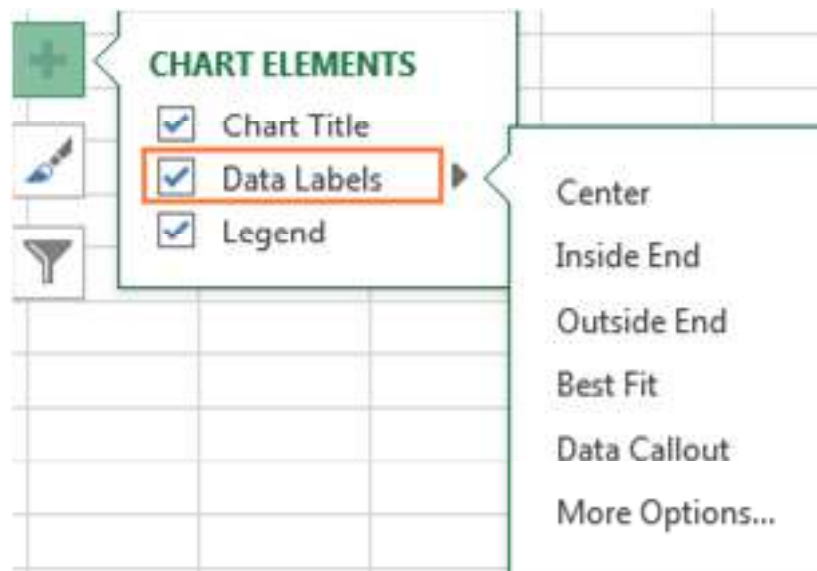 CHART ELEMENTS
Chart Title
Data Labels
Legend
Center
Inside End
Outside End
Best Fit
Data Callout
More Options...